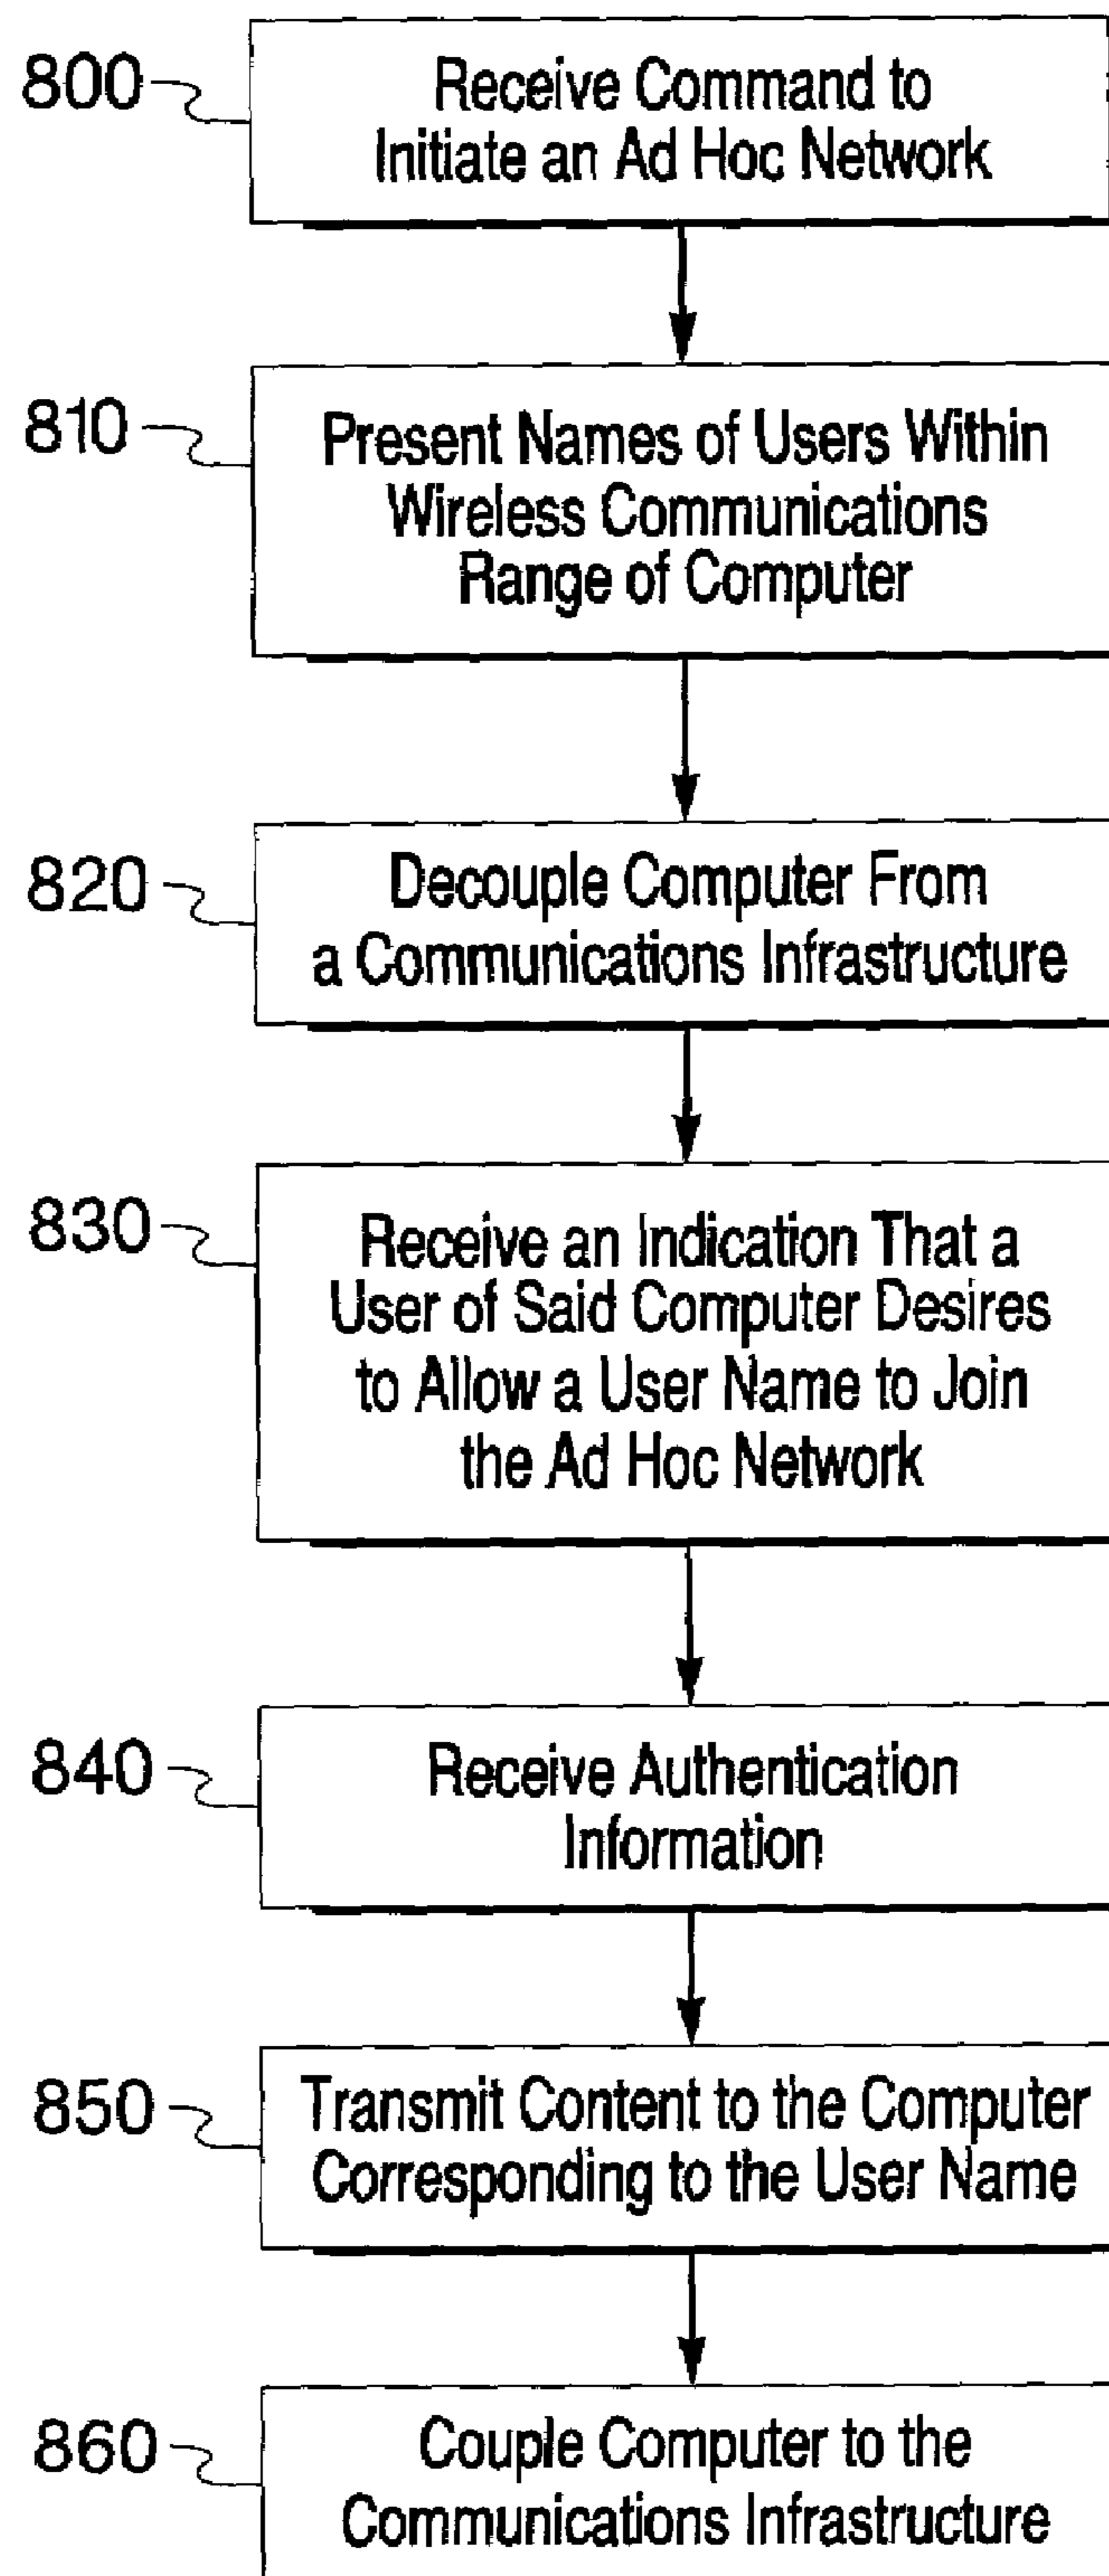 800
Receive Command to
Initiate an Ad Hoc Network
810
Present Names of Users Within
Wireless Communications
Range of Computer
820
Decouple Computer From
a Communications Infrastructure
830
Receive an Indication That a
User of Said Computer Desires
to Allow a User Name to Join
the Ad Hoc Network
840
Receive Authentication
Information
850
Transmit Content to the Computer
Corresponding to the User Name
860
Couple Computer to the
Communications Infrastructure